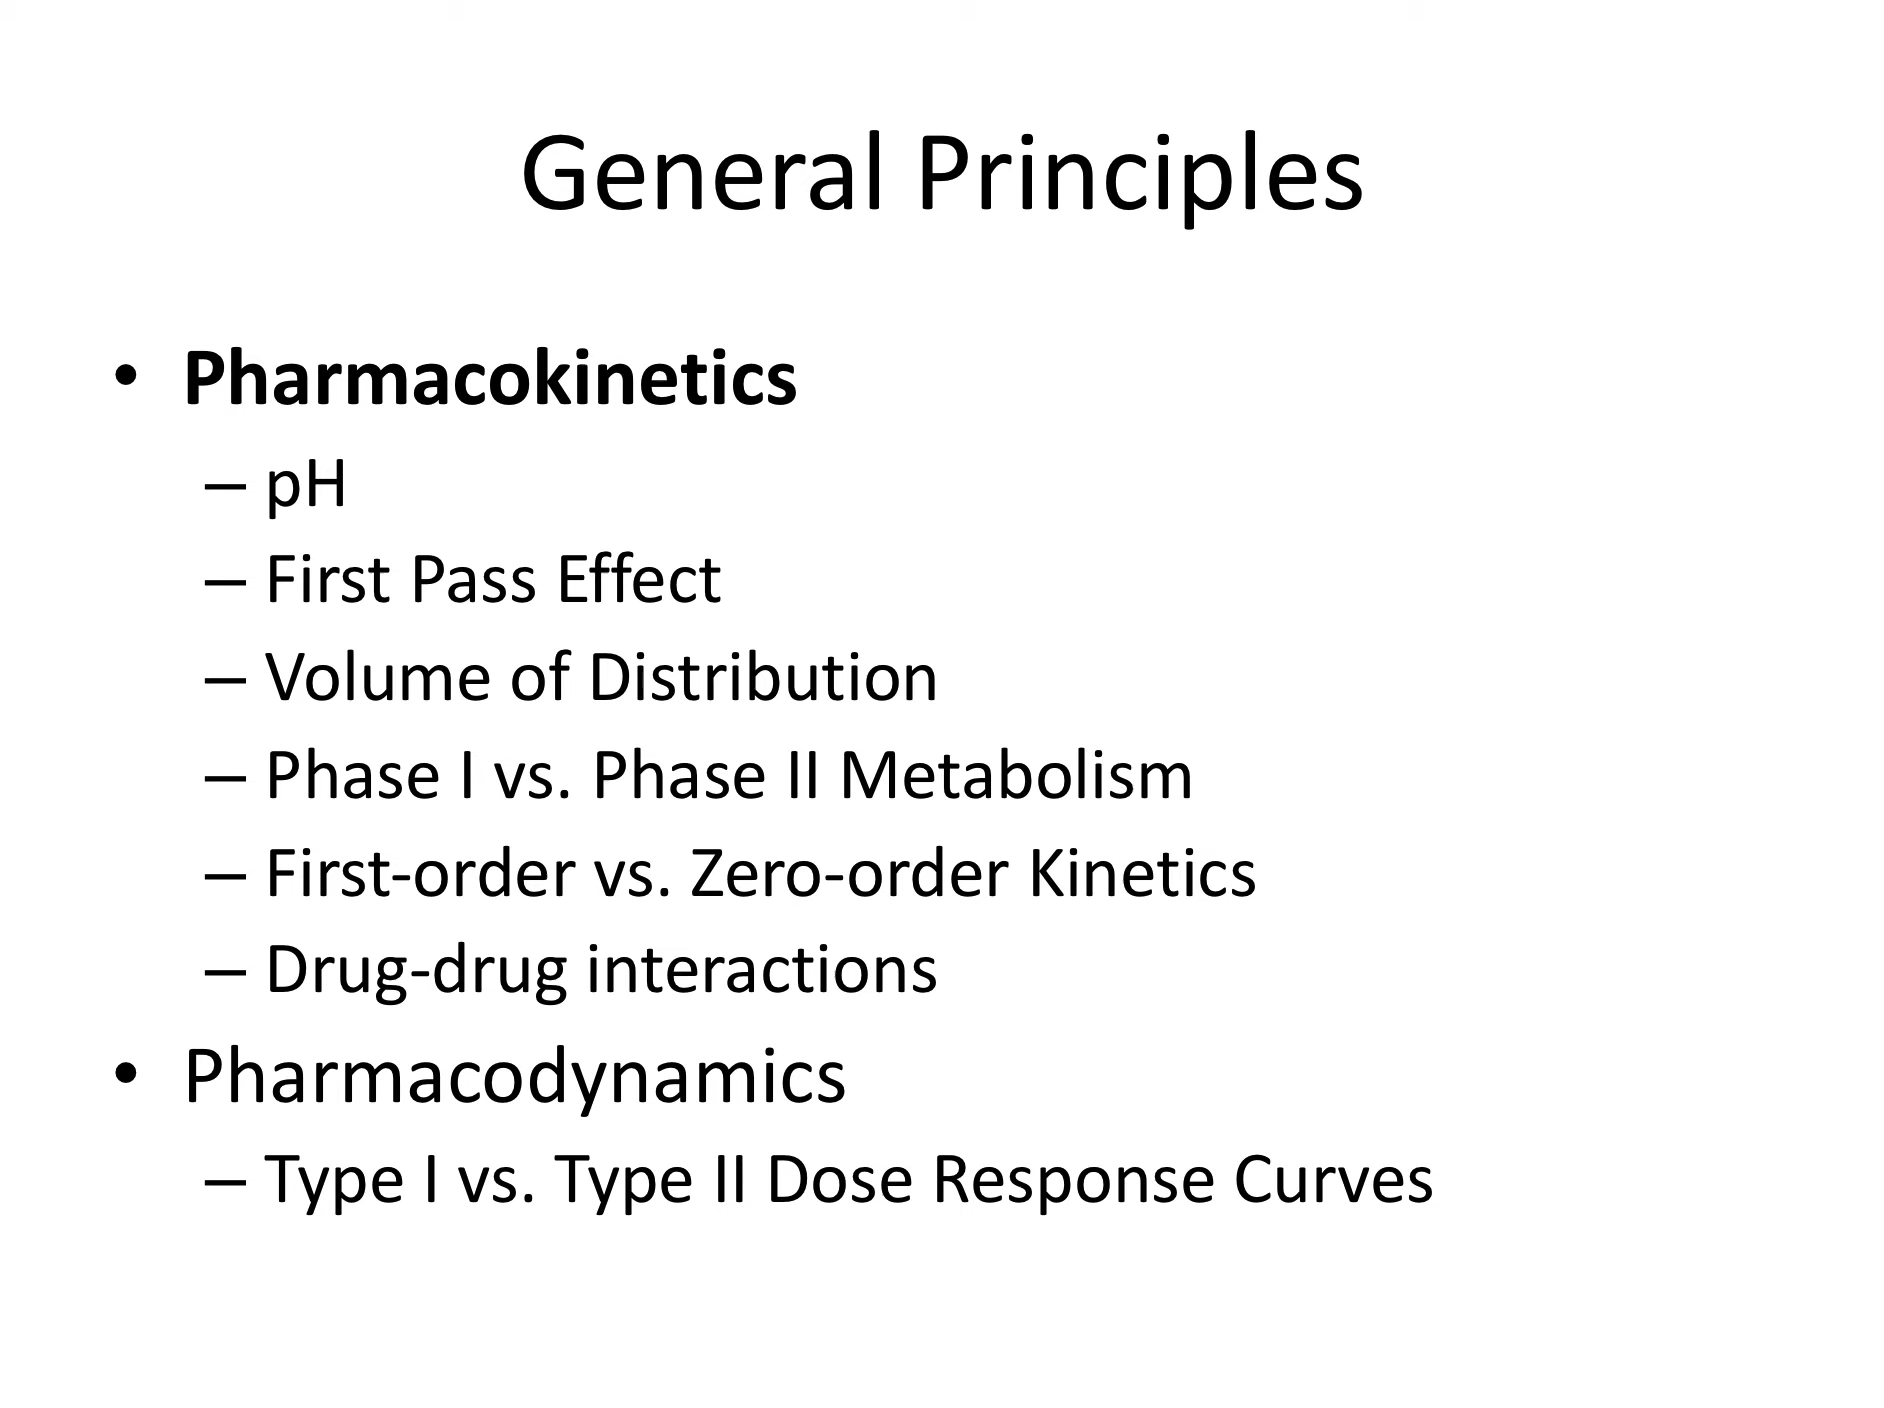 General Principles
• Pharmacokinetics
– pH
– First Pass Effect
– Volume of Distribution
– Phase I vs. Phase II Metabolism
– First-order vs. Zero-order Kinetics
– Drug-drug interactions
• Pharmacodynamics
– Type I vs. Type II Dose Response Curves